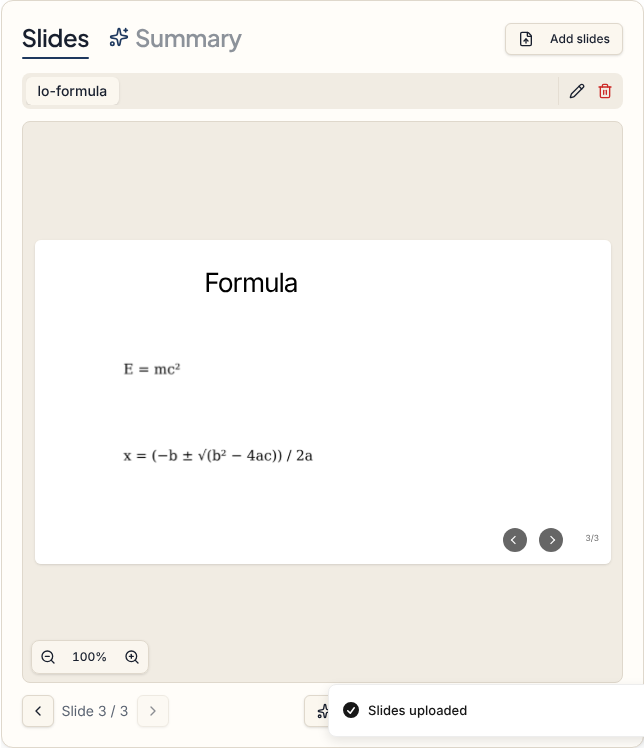 Slides
Summary
Add slides
lo-formula
Formula
E = mc²
x = (−b ± √(b² − 4ac)) / 2a
3/3
100%
Slide 3 / 3
Slides uploaded